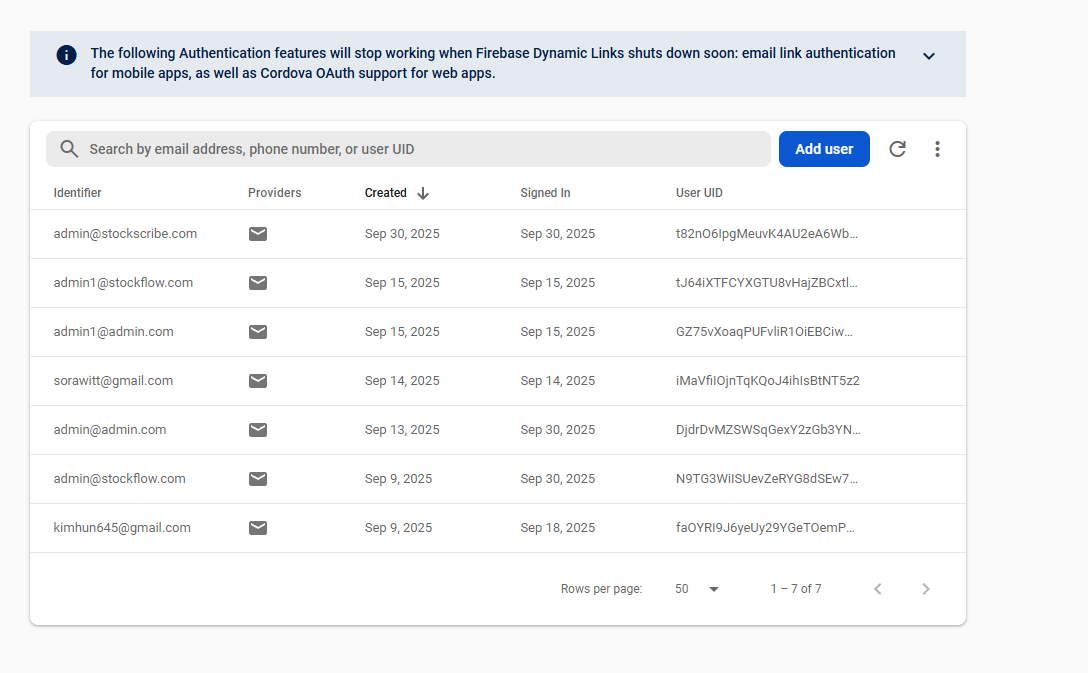 The following Authentication features will stop working when Firebase Dynamic Links shuts down soon: email link authentication
for mobile apps, as well as Cordova OAuth support for web apps.
Search by email address, phone number, or user UID
Add user
Identifier Providers Created Signed In User UID
admin@stockscribe.com Sep 30, 2025 Sep 30, 2025 t82nO6IpgMeuvK4AU2eA6Wb...
admin1@stockflow.com Sep 15, 2025 Sep 15, 2025 tJ64iXTFCYXGTU8vHajZBCxtl...
admin1@admin.com Sep 15, 2025 Sep 15, 2025 GZ75vXoaqPUFvliR1OiEBCiw...
sorawitt@gmail.com Sep 14, 2025 Sep 14, 2025 iMaVfiIOjnTqKQoJ4ihIsBtNT5z2
admin@admin.com Sep 13, 2025 Sep 30, 2025 DjdrDvMZSWSqGexY2zGb3YN...
admin@stockflow.com Sep 9, 2025 Sep 30, 2025 N9TG3WiISUevZeRYG8dSEw7...
kimhun645@gmail.com Sep 9, 2025 Sep 18, 2025 faOYRI9J6yeUy29YGeTOemP...
Rows per page: 50 1 – 7 of 7